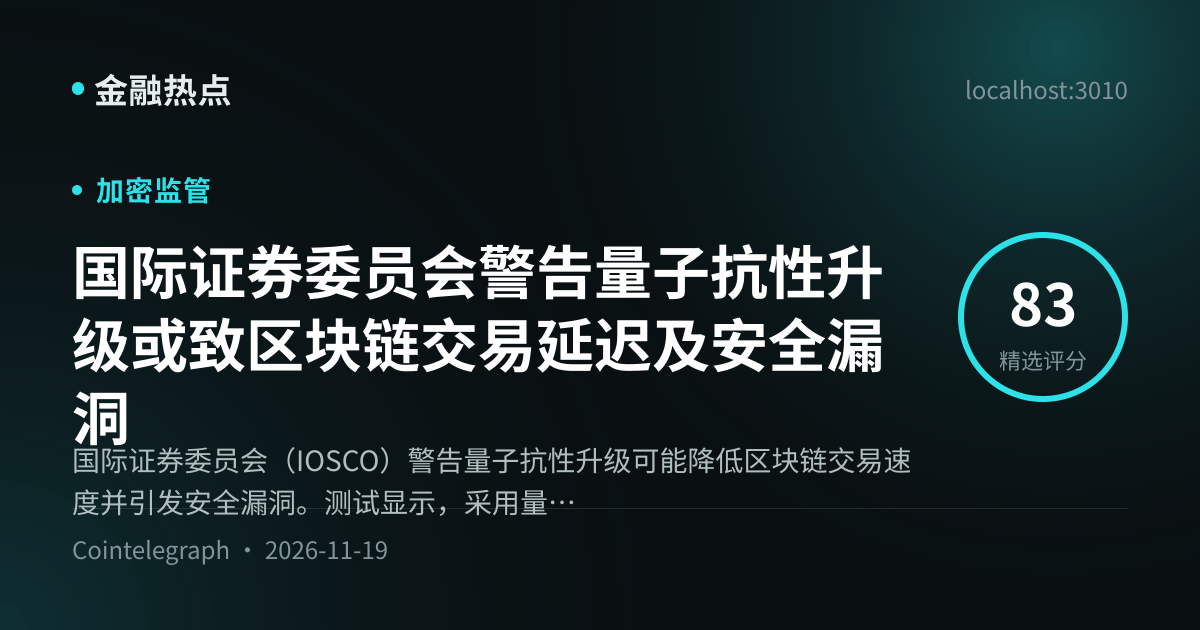 金融热点
localhost:3010
加密监管
国际证券委员会警告量子抗性升
级或致区块链交易延迟及安全漏
洞
83
精选评分
国际证券委员会（IOSCO）警告量子抗性升级可能降低区块链交易速
度并引发安全漏洞。测试显示，采用量…
Cointelegraph · 2026-11-19